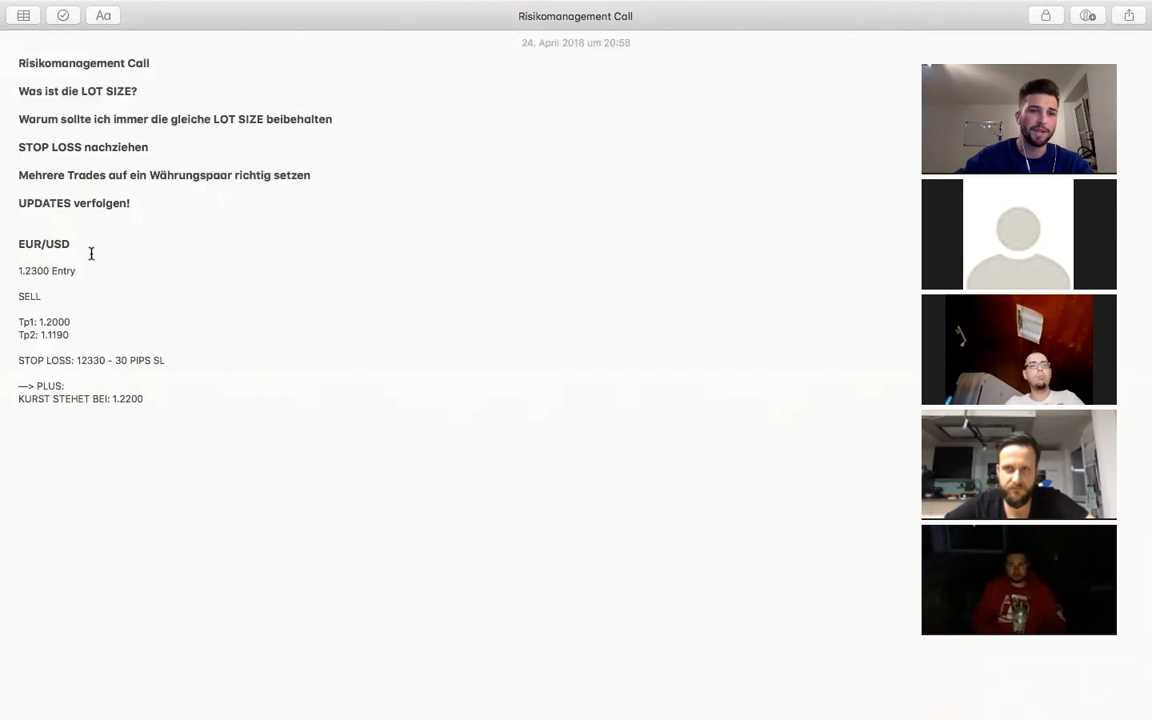 Aa
Risikomanagement Call
24. April 2018 um 20:58
Risikomanagement Call
Was ist die LOT SIZE?
Warum sollte ich immer die gleiche LOT SIZE beibehalten
STOP LOSS nachziehen
Mehrere Trades auf ein Währungspaar richtig setzen
UPDATES verfolgen!
EUR/USD
1.2300 Entry
SELL
Tp1: 1.2000
Tp2: 1.1190
STOP LOSS: 12330 - 30 PIPS SL
—> PLUS:
KURST STEHET BEI: 1.2200